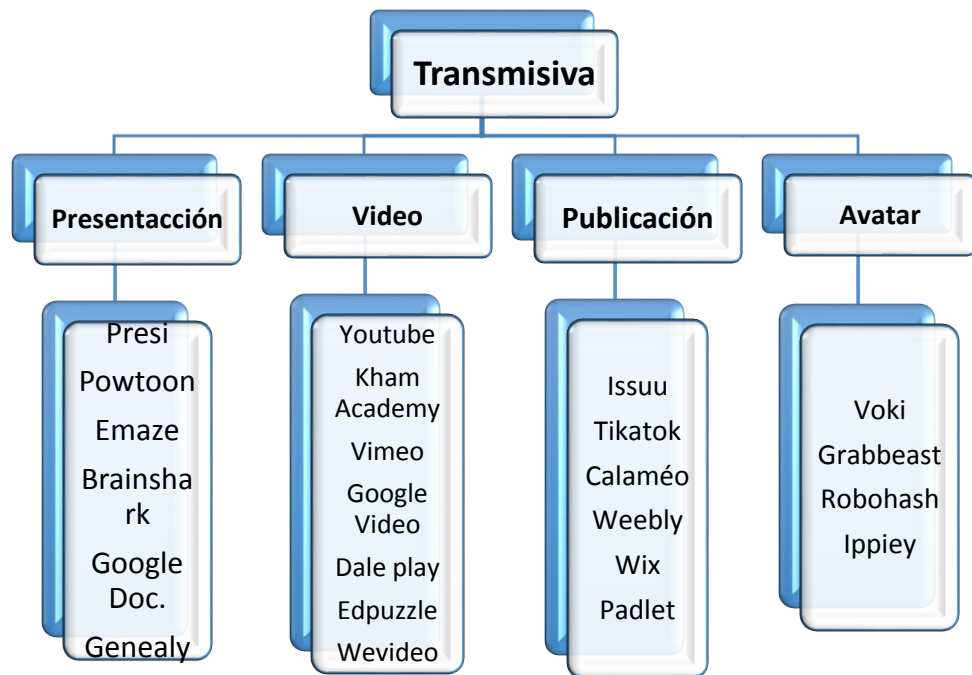 Transmisiva
Presentacción
Video
Publicación
Avatar
Presi
Powtoon
Emaze
Brainsha
rk
Google
Doc.
Genealy
Youtube
Kham
Academy
Vimeo
Google
Video
Dale play
Edpuzzle
Wevideo
Issuu
Tikatok
Calaméo
Weebly
Wix
Padlet
Voki
Grabbeast
Robohash
Ippiey